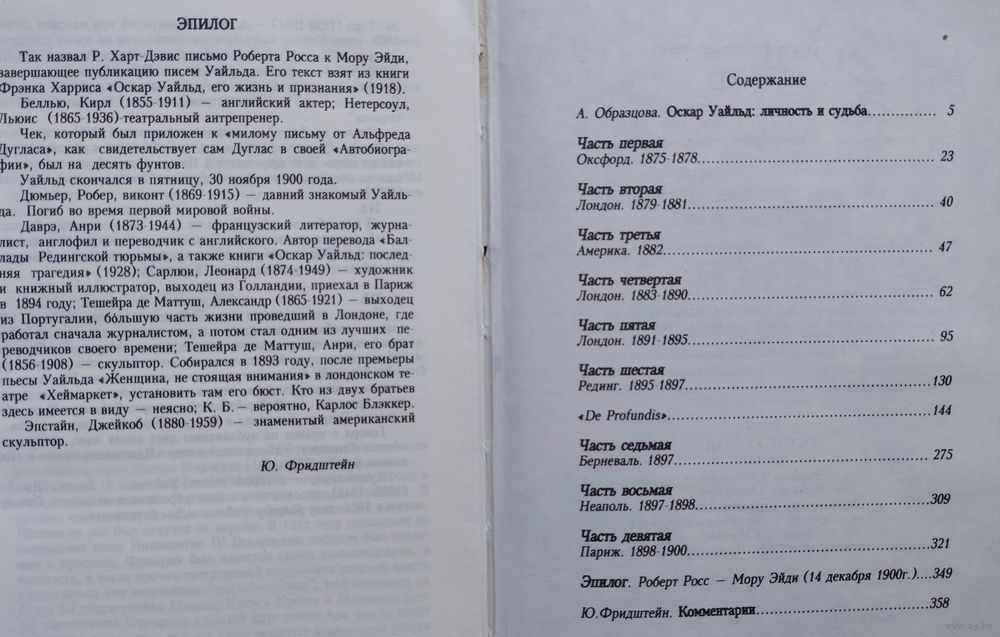 ЭПИЛОГ
Так назвал Р. Харт-Дэвис письмо Роберта Росса к Мору Эйди,
завершающее публикацию писем Уайльда. Его текст взят из книги
Фрэнка Харриса «Оскар Уайльд, его жизнь и признания» (1918).
Беллью, Кирл (1855-1911) — английский актер; Нетерсоул,
Льюис (1865-1936)-театральный антрепренер.
Чек, который был приложен к «милому письму от Альфреда
Дугласа», как свидетельствует сам Дуглас в своей «Автобиогра-
фии», был на десять фунтов.
Уайльд скончался в пятницу, 30 ноября 1900 года.
Дюмьер, Робер, виконт (1869-1915) — давний знакомый Уайль-
да. Погиб во время первой мировой войны.
Даврэ, Анри (1873-1944) — французский литератор, журна-
лист, англофил и переводчик с английского. Автор перевода «Бал-
лады Редингской тюрьмы», а также книги «Оскар Уайльд: послед-
няя трагедия» (1928); Сарлюи, Леонард (1874-1949) — художник
и книжный иллюстратор, выходец из Голландии, приехал в Париж
в 1894 году; Тешейра де Маттуш, Александр (1865-1921) — выходец
из Португалии, бóльшую часть жизни проведший в Лондоне, где
работал сначала журналистом, а потом стал одним из лучших пе-
реводчиков своего времени; Тешейра де Маттуш, Анри, его брат
(1856-1908) — скульптор. Собирался в 1893 году, после премьеры
пьесы Уайльда «Женщина, не стоящая внимания» в лондонском те-
атре «Хеймаркет», установить там его бюст. Кто из двух братьев
здесь имеется в виду — неясно; К. Б. — вероятно, Карлос Блэккер.
Эпстайн, Джейкоб (1880-1959) — знаменитый американский
скульптор.
Ю. Фридштейн
Содержание
А. Образцова. Оскар Уайльд: личность и судьба.............. 5
Часть первая
Оксфорд. 1875-1878.......................................... 23
Часть вторая
Лондон. 1879-1881........................................... 40
Часть третья
Америка. 1882............................................... 47
Часть четвертая
Лондон. 1883-1890........................................... 62
Часть пятая
Лондон. 1891-1895........................................... 95
Часть шестая
Рединг. 1895-1897.......................................... 130
«De Profundis»............................................. 144
Часть седьмая
Берневаль. 1897............................................ 275
Часть восьмая
Неаполь. 1897-1898......................................... 309
Часть девятая
Париж. 1898-1900........................................... 321
Эпилог. Роберт Росс — Мору Эйди (14 декабря 1900г.)....349
Ю.Фридштейн. Комментарии................................... 358
www.ay.by